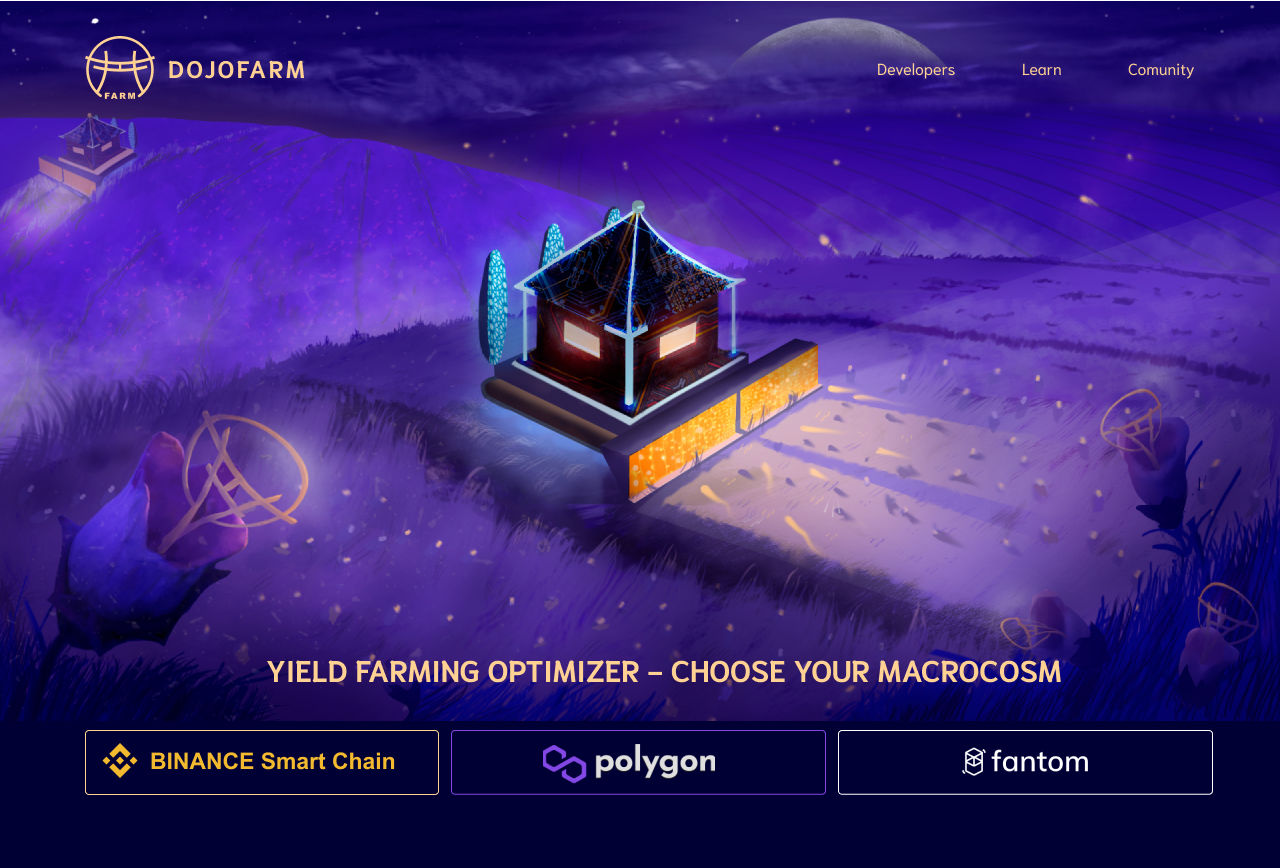 FARM
DOJOFARM
Developers
Learn
Comunity
YIELD FARMING OPTIMIZER – CHOOSE YOUR MACROCOSM
BINANCE Smart Chain
polygon
fantom